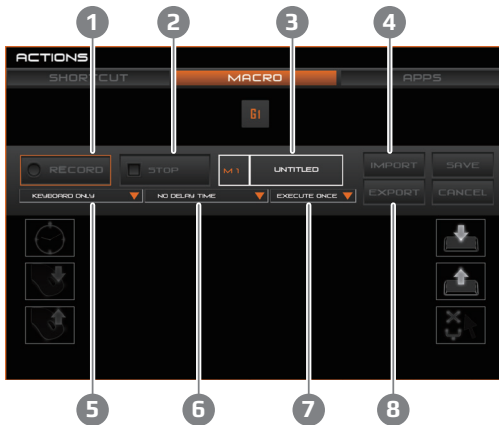 1 2 3 4
ACTIONS
SHORTCUT MACRO APPS
G1
RECORD STOP M1 UNTITLED IMPORT SAVE
KEYBOARD ONLY NO DELAY TIME EXECUTE ONCE EXPORT CANCEL
5 6 7 8